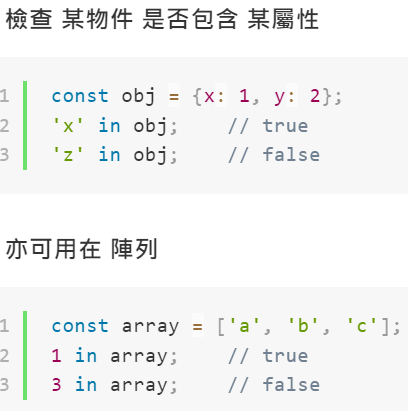 檢查 某物件 是否包含 某屬性
1 const obj = {x: 1, y: 2};
2 'x' in obj;    // true
3 'z' in obj;    // false
亦可用在 陣列
1 const array = ['a', 'b', 'c'];
2 1 in array;    // true
3 3 in array;    // false